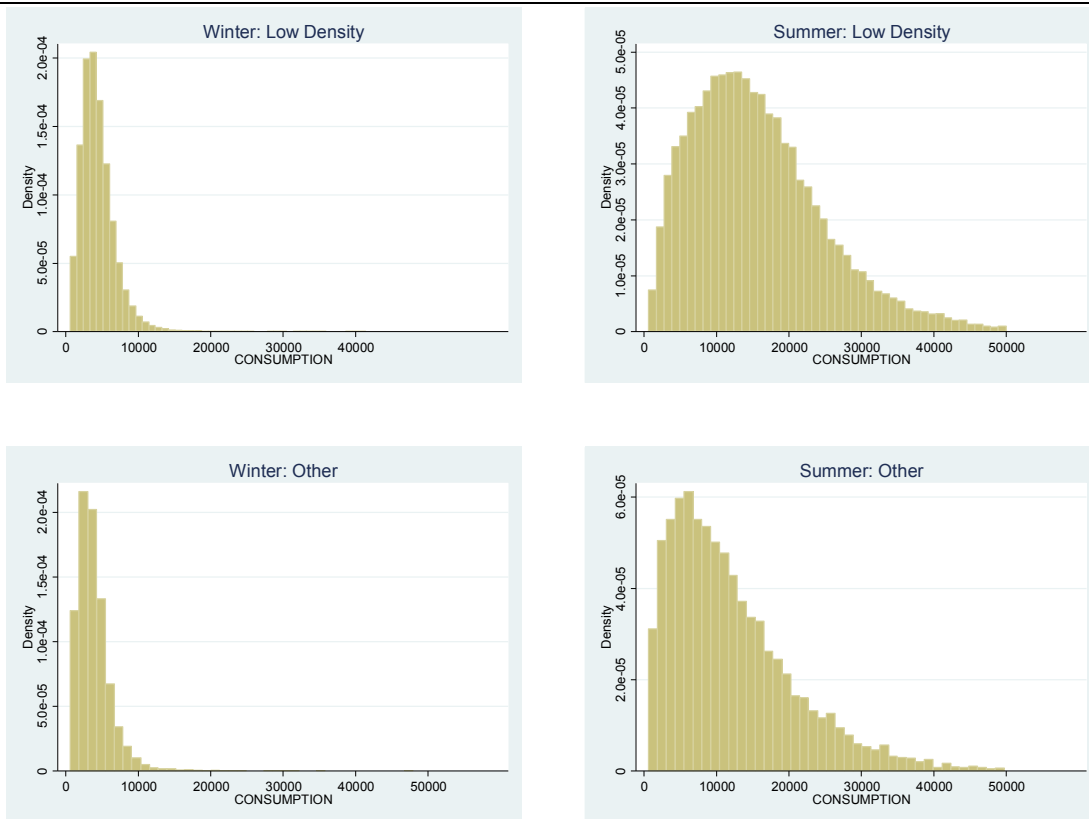 Winter: Low Density
Density
2.0e-04
1.5e-04
1.0e-04
5.0e-05
0
0 10000 20000 30000 40000
CONSUMPTION
Summer: Low Density
Density
5.0e-05
4.0e-05
3.0e-05
2.0e-05
1.0e-05
0
0 10000 20000 30000 40000 50000
CONSUMPTION
Winter: Other
Density
2.0e-04
1.5e-04
1.0e-04
5.0e-05
0
0 10000 20000 30000 40000 50000
CONSUMPTION
Summer: Other
Density
6.0e-05
4.0e-05
2.0e-05
0
0 10000 20000 30000 40000 50000
CONSUMPTION